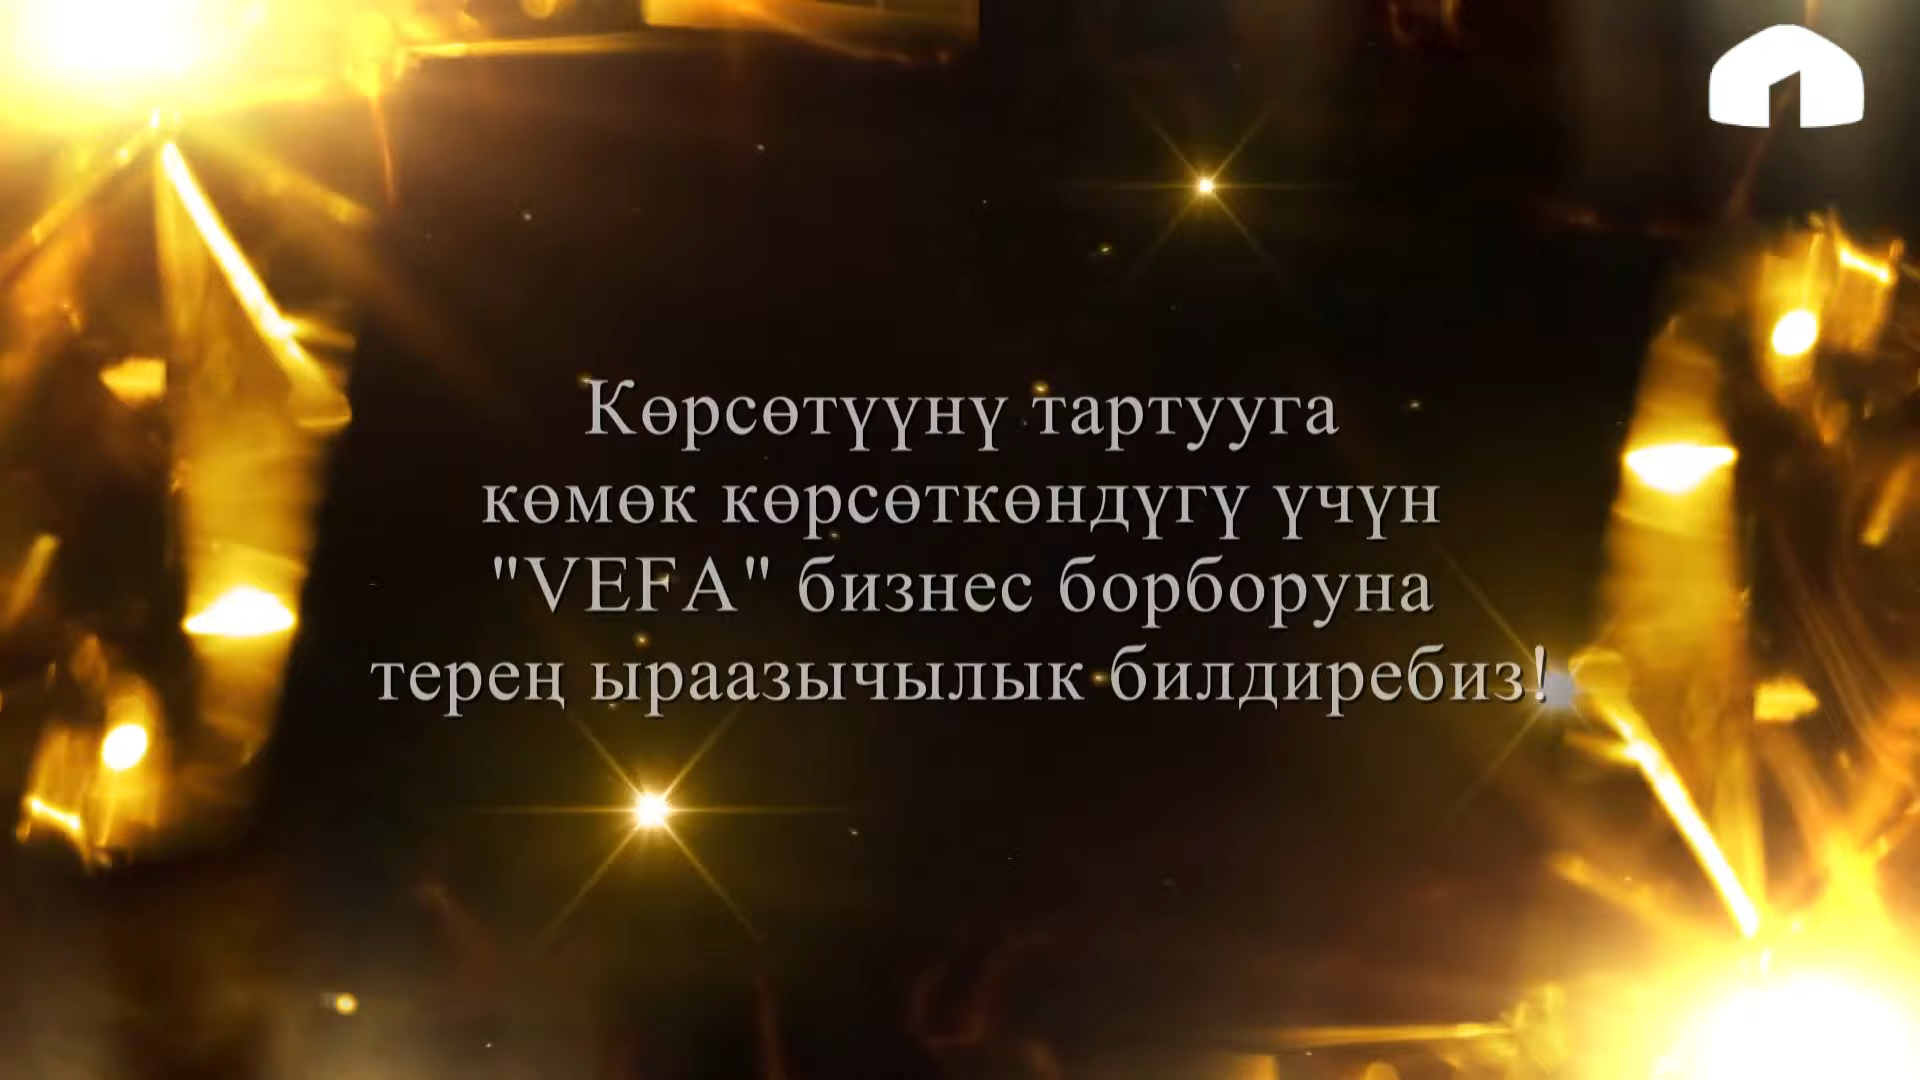 Көрсөтүүнү тартууга
көмөк көрсөткөндүгү үчүн
"VEFA" бизнес борборуна
терең ыраазычылык билдиребиз!